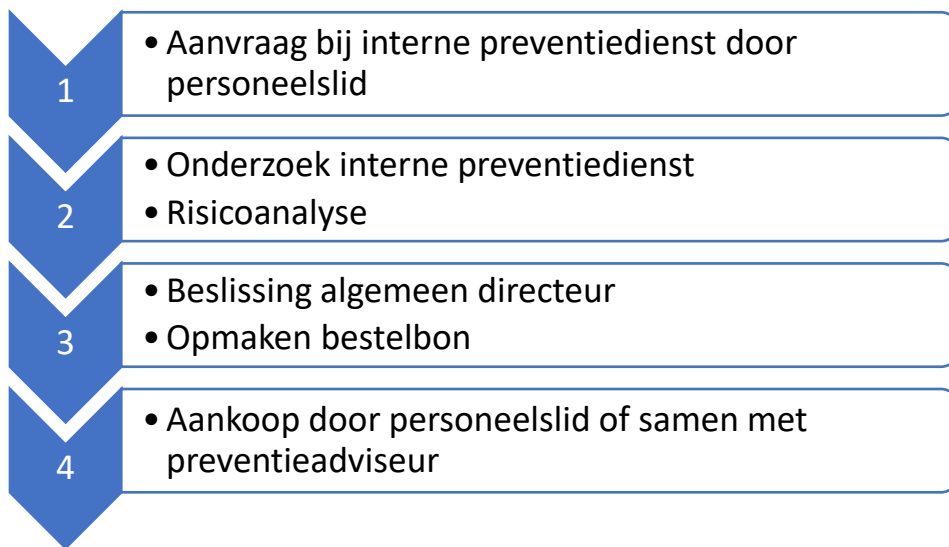 1
• Aanvraag bij interne preventiedienst door
personeelslid
2
• Onderzoek interne preventiedienst
• Risicoanalyse
3
• Beslissing algemeen directeur
• Opmaken bestelbon
4
• Aankoop door personeelslid of samen met
preventieadviseur